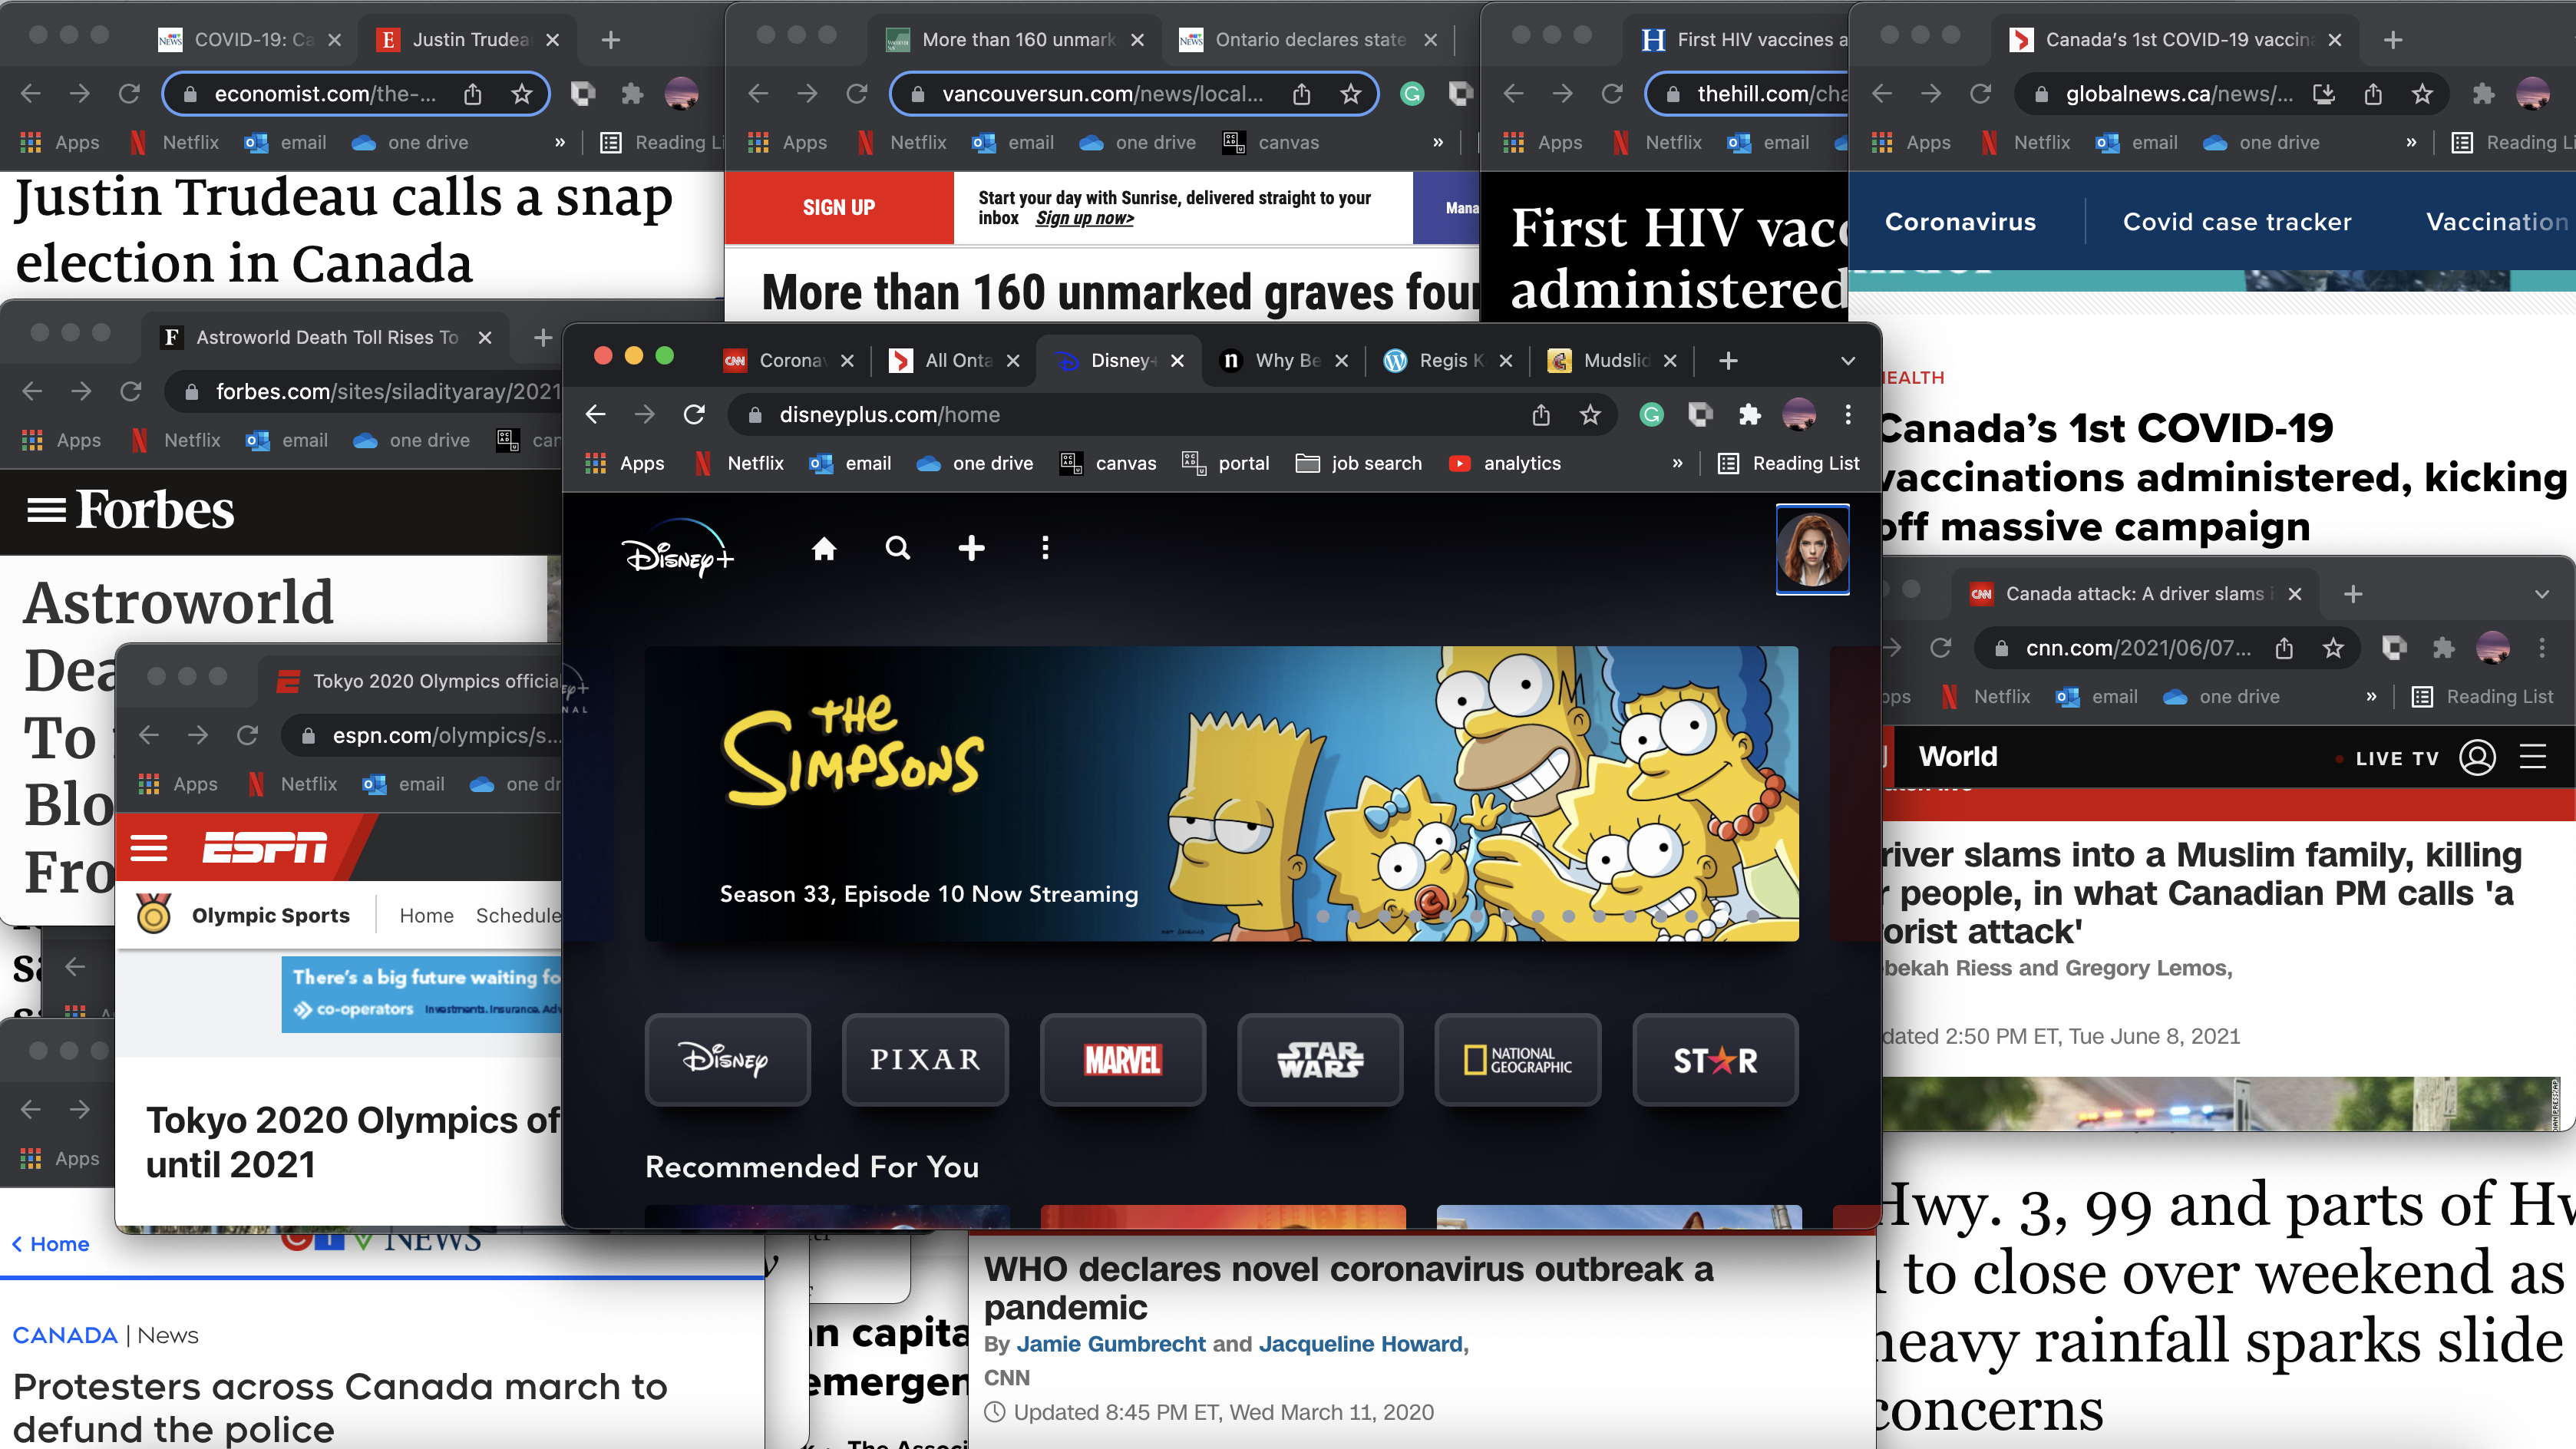 COVID-19: Ca
Justin Trudea
economist.com/the-...
Apps
Netflix
email
one drive
»
Reading Li
Justin Trudeau calls a snap
election in Canada
More than 160 unmark
Ontario declares state
vancouversun.com/news/local...
Apps
Netflix
email
one drive
canvas
»
SIGN UP
Start your day with Sunrise, delivered straight to your
inbox Sign up now>
Mana
More than 160 unmarked graves four
First HIV vaccines a
thehill.com/cha
Apps
Netflix
email
First HIV vacc
administered
Canada's 1st COVID-19 vaccin
globalnews.ca/news/...
Apps
Netflix
email
one drive
»
Reading Li
Coronavirus
Covid case tracker
Vaccination
HEALTH
Canada's 1st COVID-19
vaccinations administered, kicking
off massive campaign
Astroworld Death Toll Rises To
forbes.com/sites/siladityaray/2021
Apps
Netflix
email
one drive
can
Forbes
Astroworld
Dea
To
Blo
Fro
Tokyo 2020 Olympics officia
espn.com/olympics/s...
Apps
Netflix
email
one dr
ESPN
Olympic Sports
Home
Schedule
There's a big future waiting fo
co-operators Investments. Insurance. Adv
Tokyo 2020 Olympics of
until 2021
CNN
Corona
All Onta
Disney+
Why Be
Regis K
Mudslid
disneyplus.com/home
Apps
Netflix
email
one drive
canvas
portal
job search
analytics
»
Reading List
Disney+
THE
SIMPSONS
Season 33, Episode 10 Now Streaming
Disney
PIXAR
MARVEL
STAR
WARS
NATIONAL
GEOGRAPHIC
STAR
Recommended For You
CNN
Canada attack: A driver slams i
cnn.com/2021/06/07...
pps
Netflix
email
one drive
»
Reading List
World
LIVE TV
river slams into a Muslim family, killing
r people, in what Canadian PM calls 'a
orist attack'
ebekah Riess and Gregory Lemos,
dated 2:50 PM ET, Tue June 8, 2021
Apps
Home
NEWS
CANADA | News
Protesters across Canada march to
defund the police
n capita
emergen
The Associ
WHO declares novel coronavirus outbreak a
pandemic
By Jamie Gumbrecht and Jacqueline Howard,
CNN
Updated 8:45 PM ET, Wed March 11, 2020
Hwy. 3, 99 and parts of Hw
1 to close over weekend as
heavy rainfall sparks slide
concerns